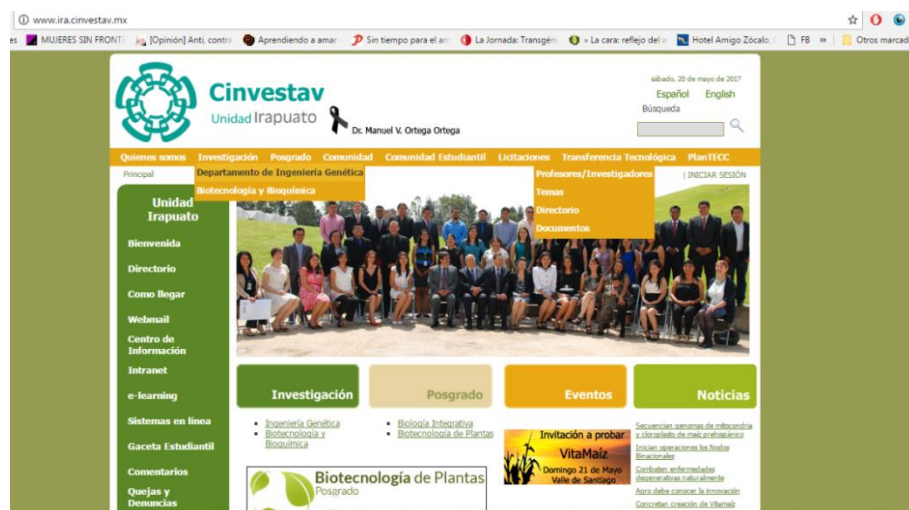 www.ira.cinvestav.mx
es MUJERES SIN FRONT [Opinión] Anti, contra Aprendiendo a amar Sin tiempo para el am La Jornada: Transgéni » La cara: reflejo del Hotel Amigo Zócalo, FB » Otros marcad
Cinvestav
Unidad Irapuato
Dr. Manuel V. Ortega Ortega
sábado, 20 de mayo de 2017
Español English
Búsqueda
Quienes somos Investigación Posgrado Comunidad Comunidad Estudiantil Licitaciones Transferencia Tecnológica PlanTECC
Principal
Departamento de Ingeniería Genética
Biotecnología y Bioquímica
Profesores/Investigadores
Temas
Directorio
Documentos
| INICIAR SESIÓN
Unidad
Irapuato
Bienvenida
Directorio
Como llegar
Webmail
Centro de
Información
Intranet
e-learning
Sistemas en línea
Gaceta Estudiantil
Comentarios
Quejas y
Denuncias
Investigación
Ingeniería Genética
Biotecnología y
Bioquímica
Posgrado
Biología Integrativa
Biotecnología de Plantas
Eventos
Invitación a probar
VitaMaíz
Domingo 21 de Mayo
Valle de Santiago
Noticias
Secuencian genomas de mitocondria
y cloroplasto de maíz prehispánico
Inician operaciones los Nodos
Binacionales
Combaten enfermedades
degenerativas naturalmente
Agro debe conocer la innovación
Concretan creación de Vitamaíz
Biotecnología de Plantas
Posgrado